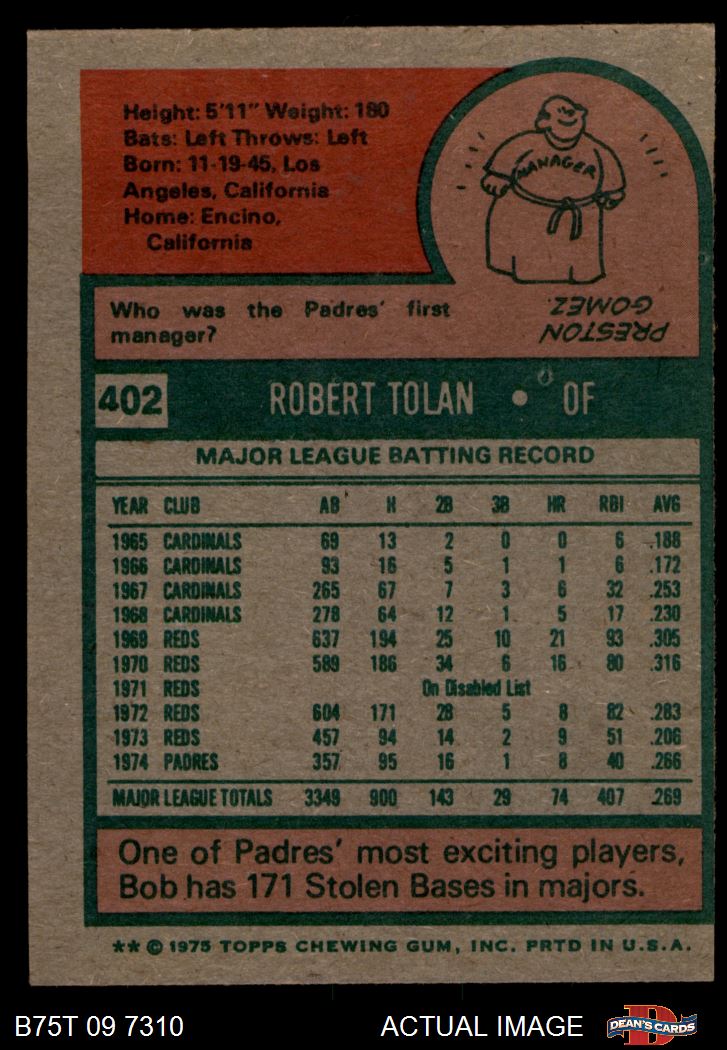 Height: 5'11" Weight: 180
Bats: Left Throws: Left
Born: 11-19-45, Los
Angeles, California
Home: Encino,
California
MANAGER
Who was the Padres' first
manager?
PRESTON
GOMEZ.
402 ROBERT TOLAN • OF
MAJOR LEAGUE BATTING RECORD
YEAR CLUB AB H 2B 3B HR RBI AVG
1965 CARDINALS 69 13 2 0 0 6 .188
1966 CARDINALS 93 16 5 1 1 6 .172
1967 CARDINALS 265 67 7 3 6 32 .253
1968 CARDINALS 278 64 12 1 5 17 .230
1969 REDS 637 194 25 10 21 93 .305
1970 REDS 589 186 34 6 16 80 .316
1971 REDS On Disabled List
1972 REDS 604 171 28 5 8 82 .283
1973 REDS 457 94 14 2 9 51 .206
1974 PADRES 357 95 16 1 8 40 .266
MAJOR LEAGUE TOTALS 3349 900 143 29 74 407 .269
One of Padres' most exciting players,
Bob has 171 Stolen Bases in majors.
** © 1975 TOPPS CHEWING GUM, INC. PRTD IN U.S.A.
B75T 09 7310 ACTUAL IMAGE DEAN'S CARDS